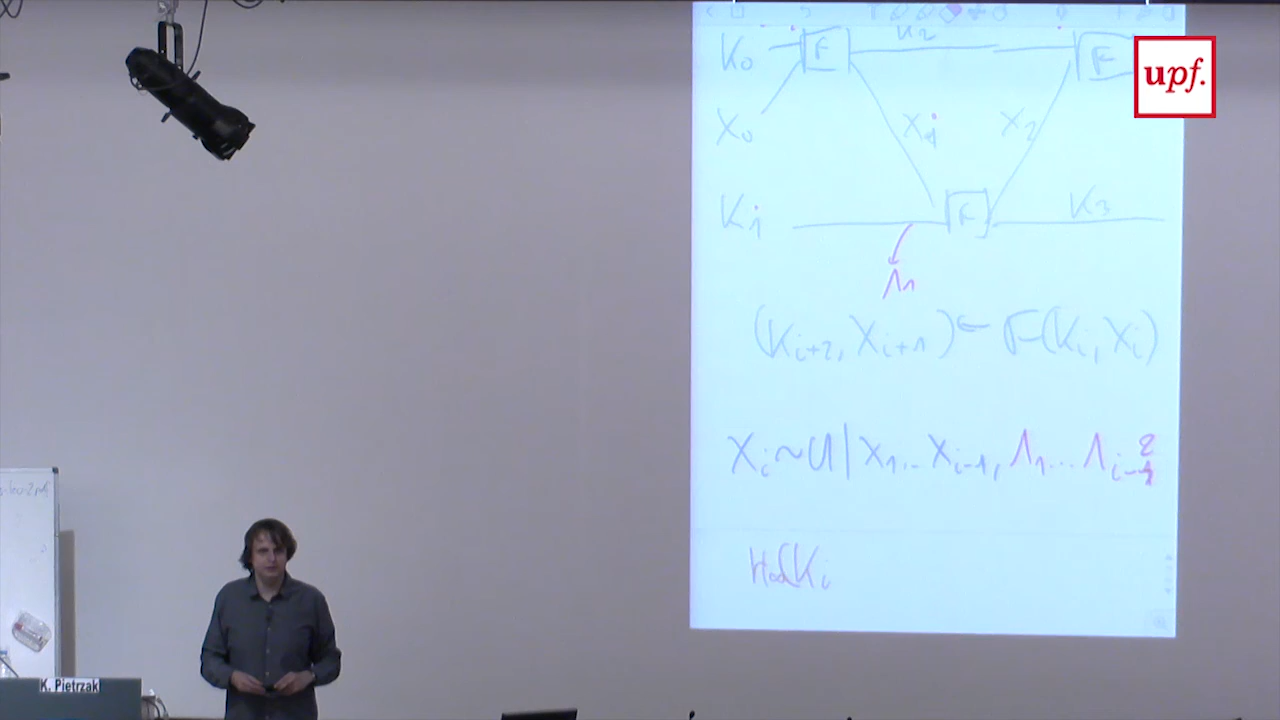 upf.
K0 F K2 F
X0 X1 X2
K1 F K3
Λ1
(Ki+2, Xi+1) ← F(Ki, Xi)
Xi ~ U | X1.. Xi-1, Λ1... Λi-
Ki
K. Pietrzak